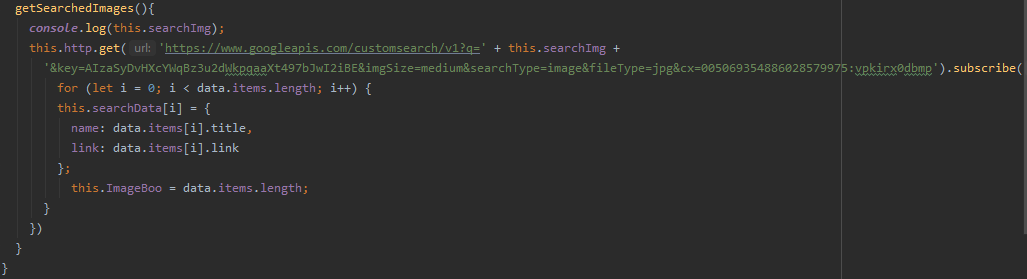 getSearchedImages(){
console.log(this.searchImg);
this.http.get( url: 'https://www.googleapis.com/customsearch/v1?q=' + this.searchImg +
'&key=AIzaSyDvHXcYWqBz3u2dWkpqaaXt497bJwI2iBE&imgSize=medium&searchType=image&fileType=jpg&cx=005069354886028579975:vpkirx0dbmp').subscribe(
for (let i = 0; i < data.items.length; i++) {
this.searchData[i] = {
name: data.items[i].title,
link: data.items[i].link
};
this.ImageBoo = data.items.length;
}
})
}
}